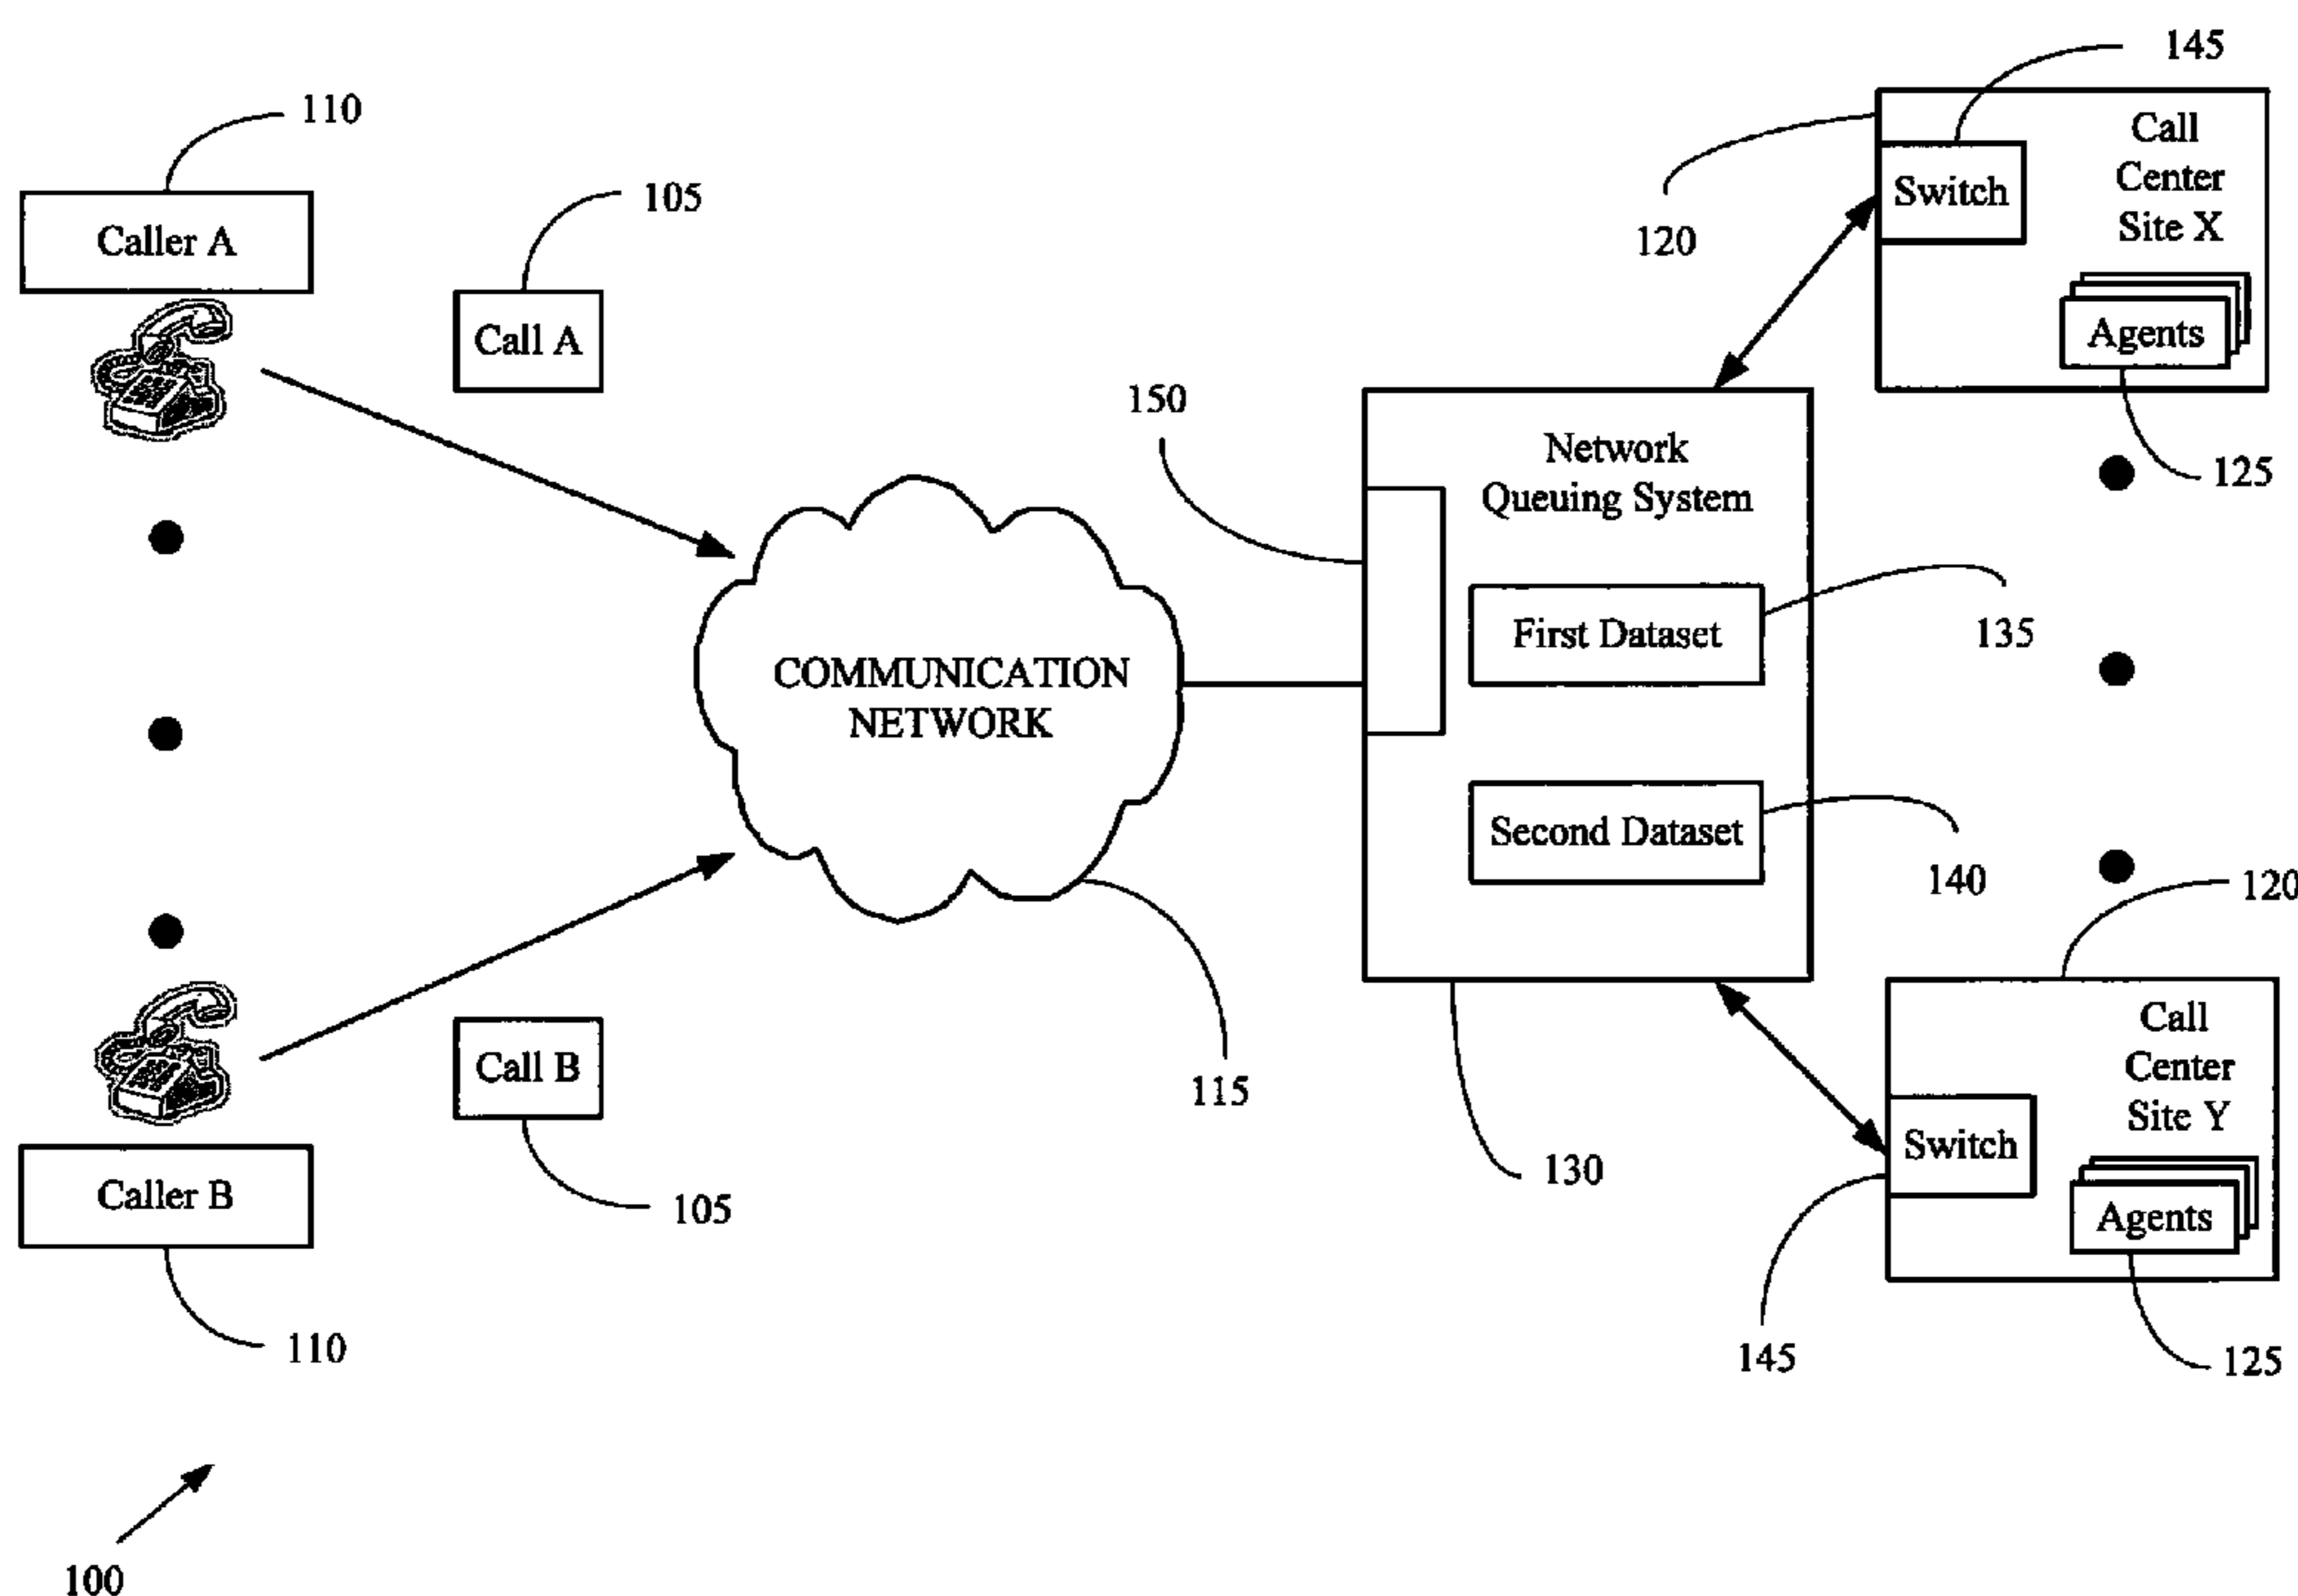 145
110
Call
Center
Site X
105
Switch
120
Caller A
Call A
Agents
150
Network
Queuing System
125
First Dataset
135
COMMUNICATION
NETWORK
Second Dataset
140
120
Call
Center
Site Y
Call B
115
Switch
130
105
Caller B
Agents
110
145
125
100